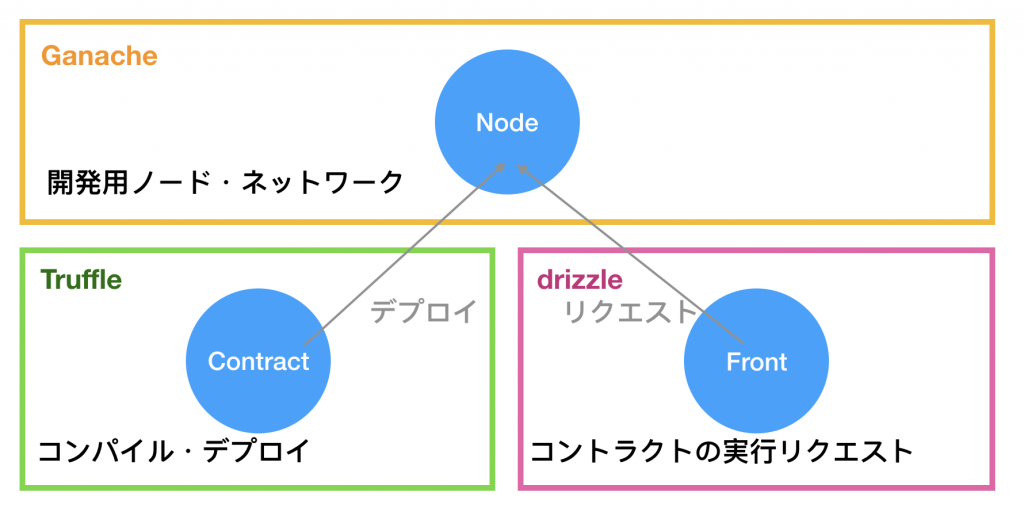 Ganache
Node
開発用ノード・ネットワーク
Truffle
デプロイ
Contract
コンパイル・デプロイ
drizzle
リクエスト
Front
コントラクトの実行リクエスト